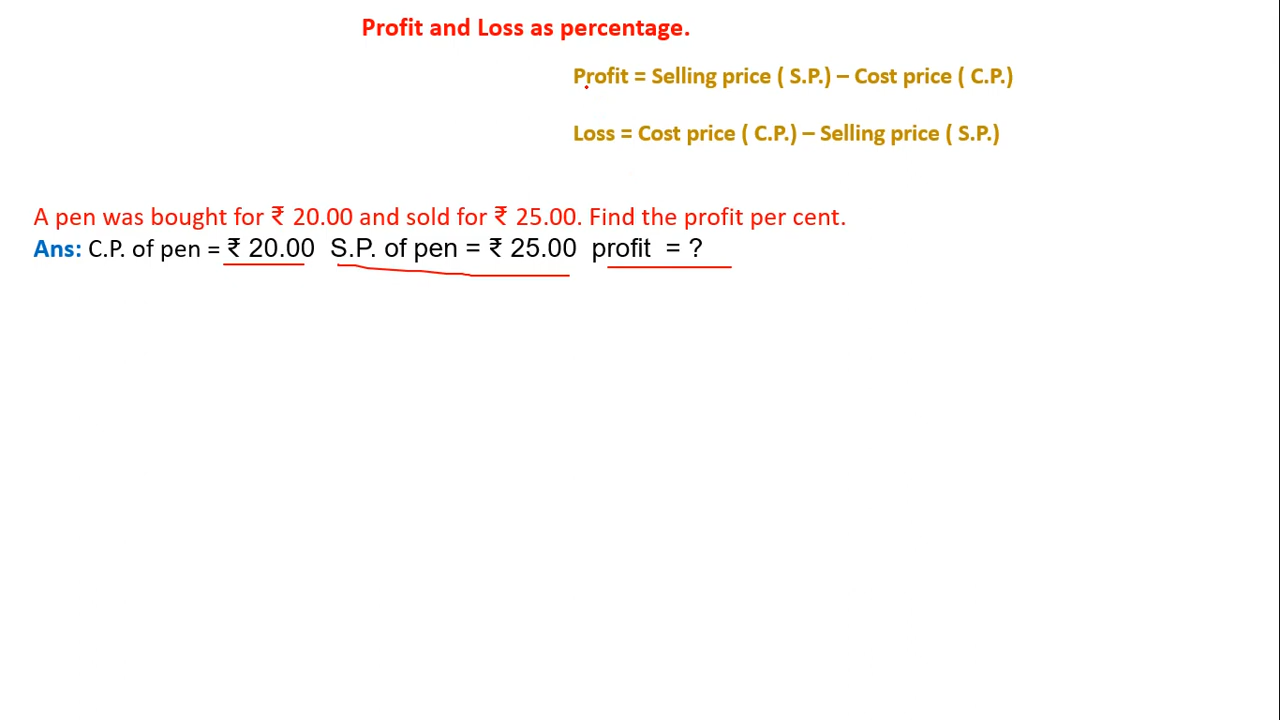 Profit and Loss as percentage.
Profit = Selling price ( S.P.) – Cost price ( C.P.)
Loss = Cost price ( C.P.) – Selling price ( S.P.)
A pen was bought for ₹ 20.00 and sold for ₹ 25.00. Find the profit per cent.
Ans: C.P. of pen = ₹ 20.00 S.P. of pen = ₹ 25.00 profit = ?